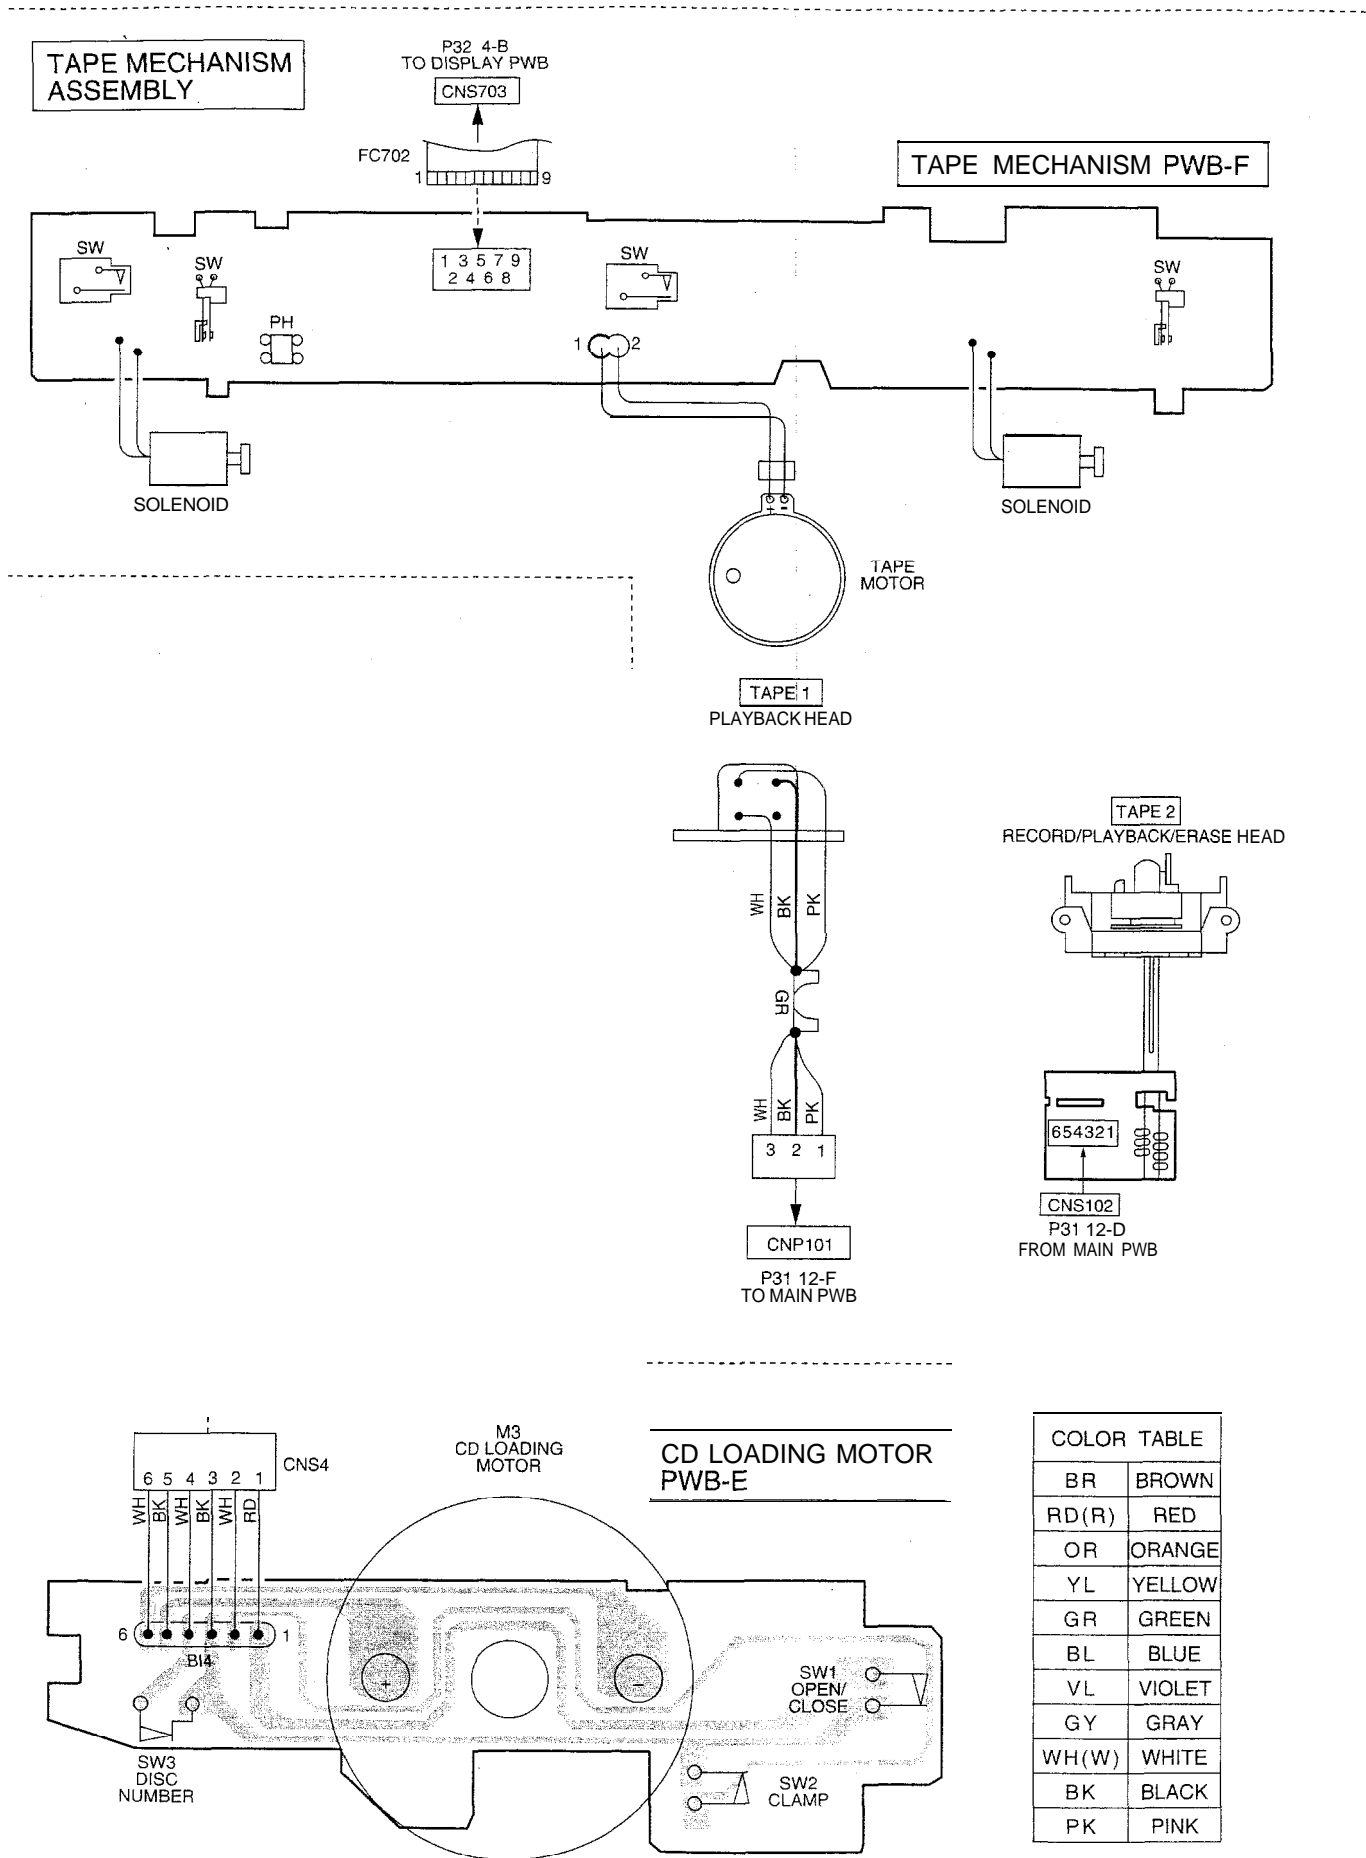 TAPE MECHANISM
ASSEMBLY
P32 4-B
TO DISPLAY PWB
CNS703
FC702
1 9
TAPE MECHANISM PWB-F
SW
SW
1 3 5 7 9
2 4 6 8
SW
SW
PH
1 2
SOLENOID
SOLENOID
+ -
TAPE
MOTOR
TAPE 1
PLAYBACK HEAD
TAPE 2
RECORD/PLAYBACK/ERASE HEAD
WH BK PK
GR
WH BK PK
3 2 1
654321
CNP101
P31 12-F
TO MAIN PWB
CNS102
P31 12-D
FROM MAIN PWB
CNS4
6 5 4 3 2 1
WH BK WH BK WH RD
M3
CD LOADING
MOTOR
CD LOADING MOTOR
PWB-E
6 1
BI4
+ -
SW1
OPEN/
CLOSE
SW3
DISC
NUMBER
SW2
CLAMP
COLOR TABLE
BR BROWN
RD(R) RED
OR ORANGE
YL YELLOW
GR GREEN
BL BLUE
VL VIOLET
GY GRAY
WH(W) WHITE
BK BLACK
PK PINK